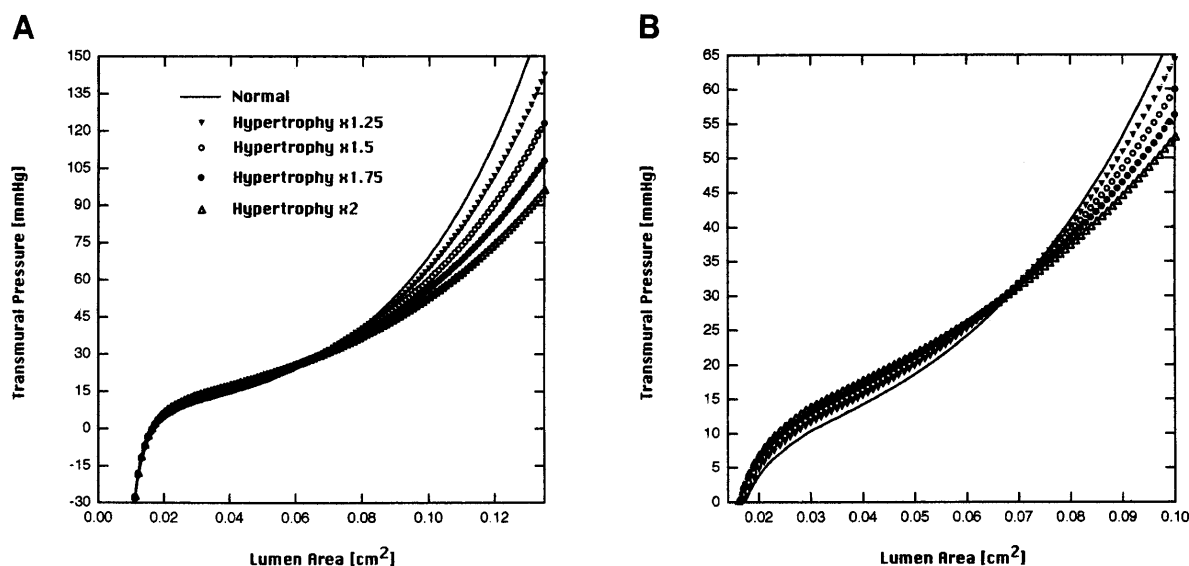 A
150
135
120
105
90
75
60
45
30
15
0
-15
-30
Transmural Pressure [mmHg]
Normal
Hypertrophy x1.25
Hypertrophy x1.5
Hypertrophy x1.75
Hypertrophy x2
0.00 0.02 0.04 0.06 0.08 0.10 0.12
Lumen Area [cm²]
B
65
60
55
50
45
40
35
30
25
20
15
10
5
0
Transmural Pressure [mmHg]
0.02 0.03 0.04 0.05 0.06 0.07 0.08 0.09 0.10
Lumen Area [cm²]